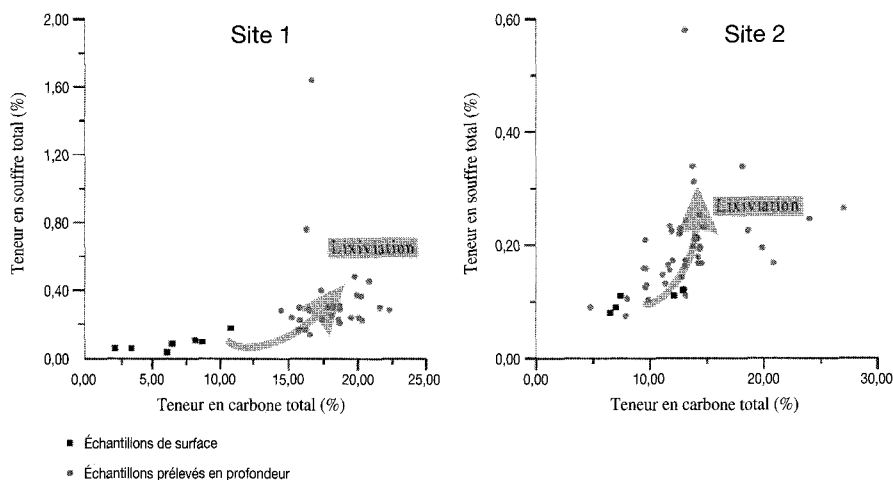 Site 1
2,00
1,60
1,20
0,80
0,40
0,00
Teneur en souffre total (%)
Lixiviation
0,00 5,00 10,00 15,00 20,00 25,00
Teneur en carbone total (%)
Site 2
0,60
0,40
0,20
0,00
Teneur en souffre total (%)
Lixiviation
0,00 10,00 20,00 30,00
Teneur en carbone total (%)
Échantillons de surface
Échantillons prélevés en profondeur